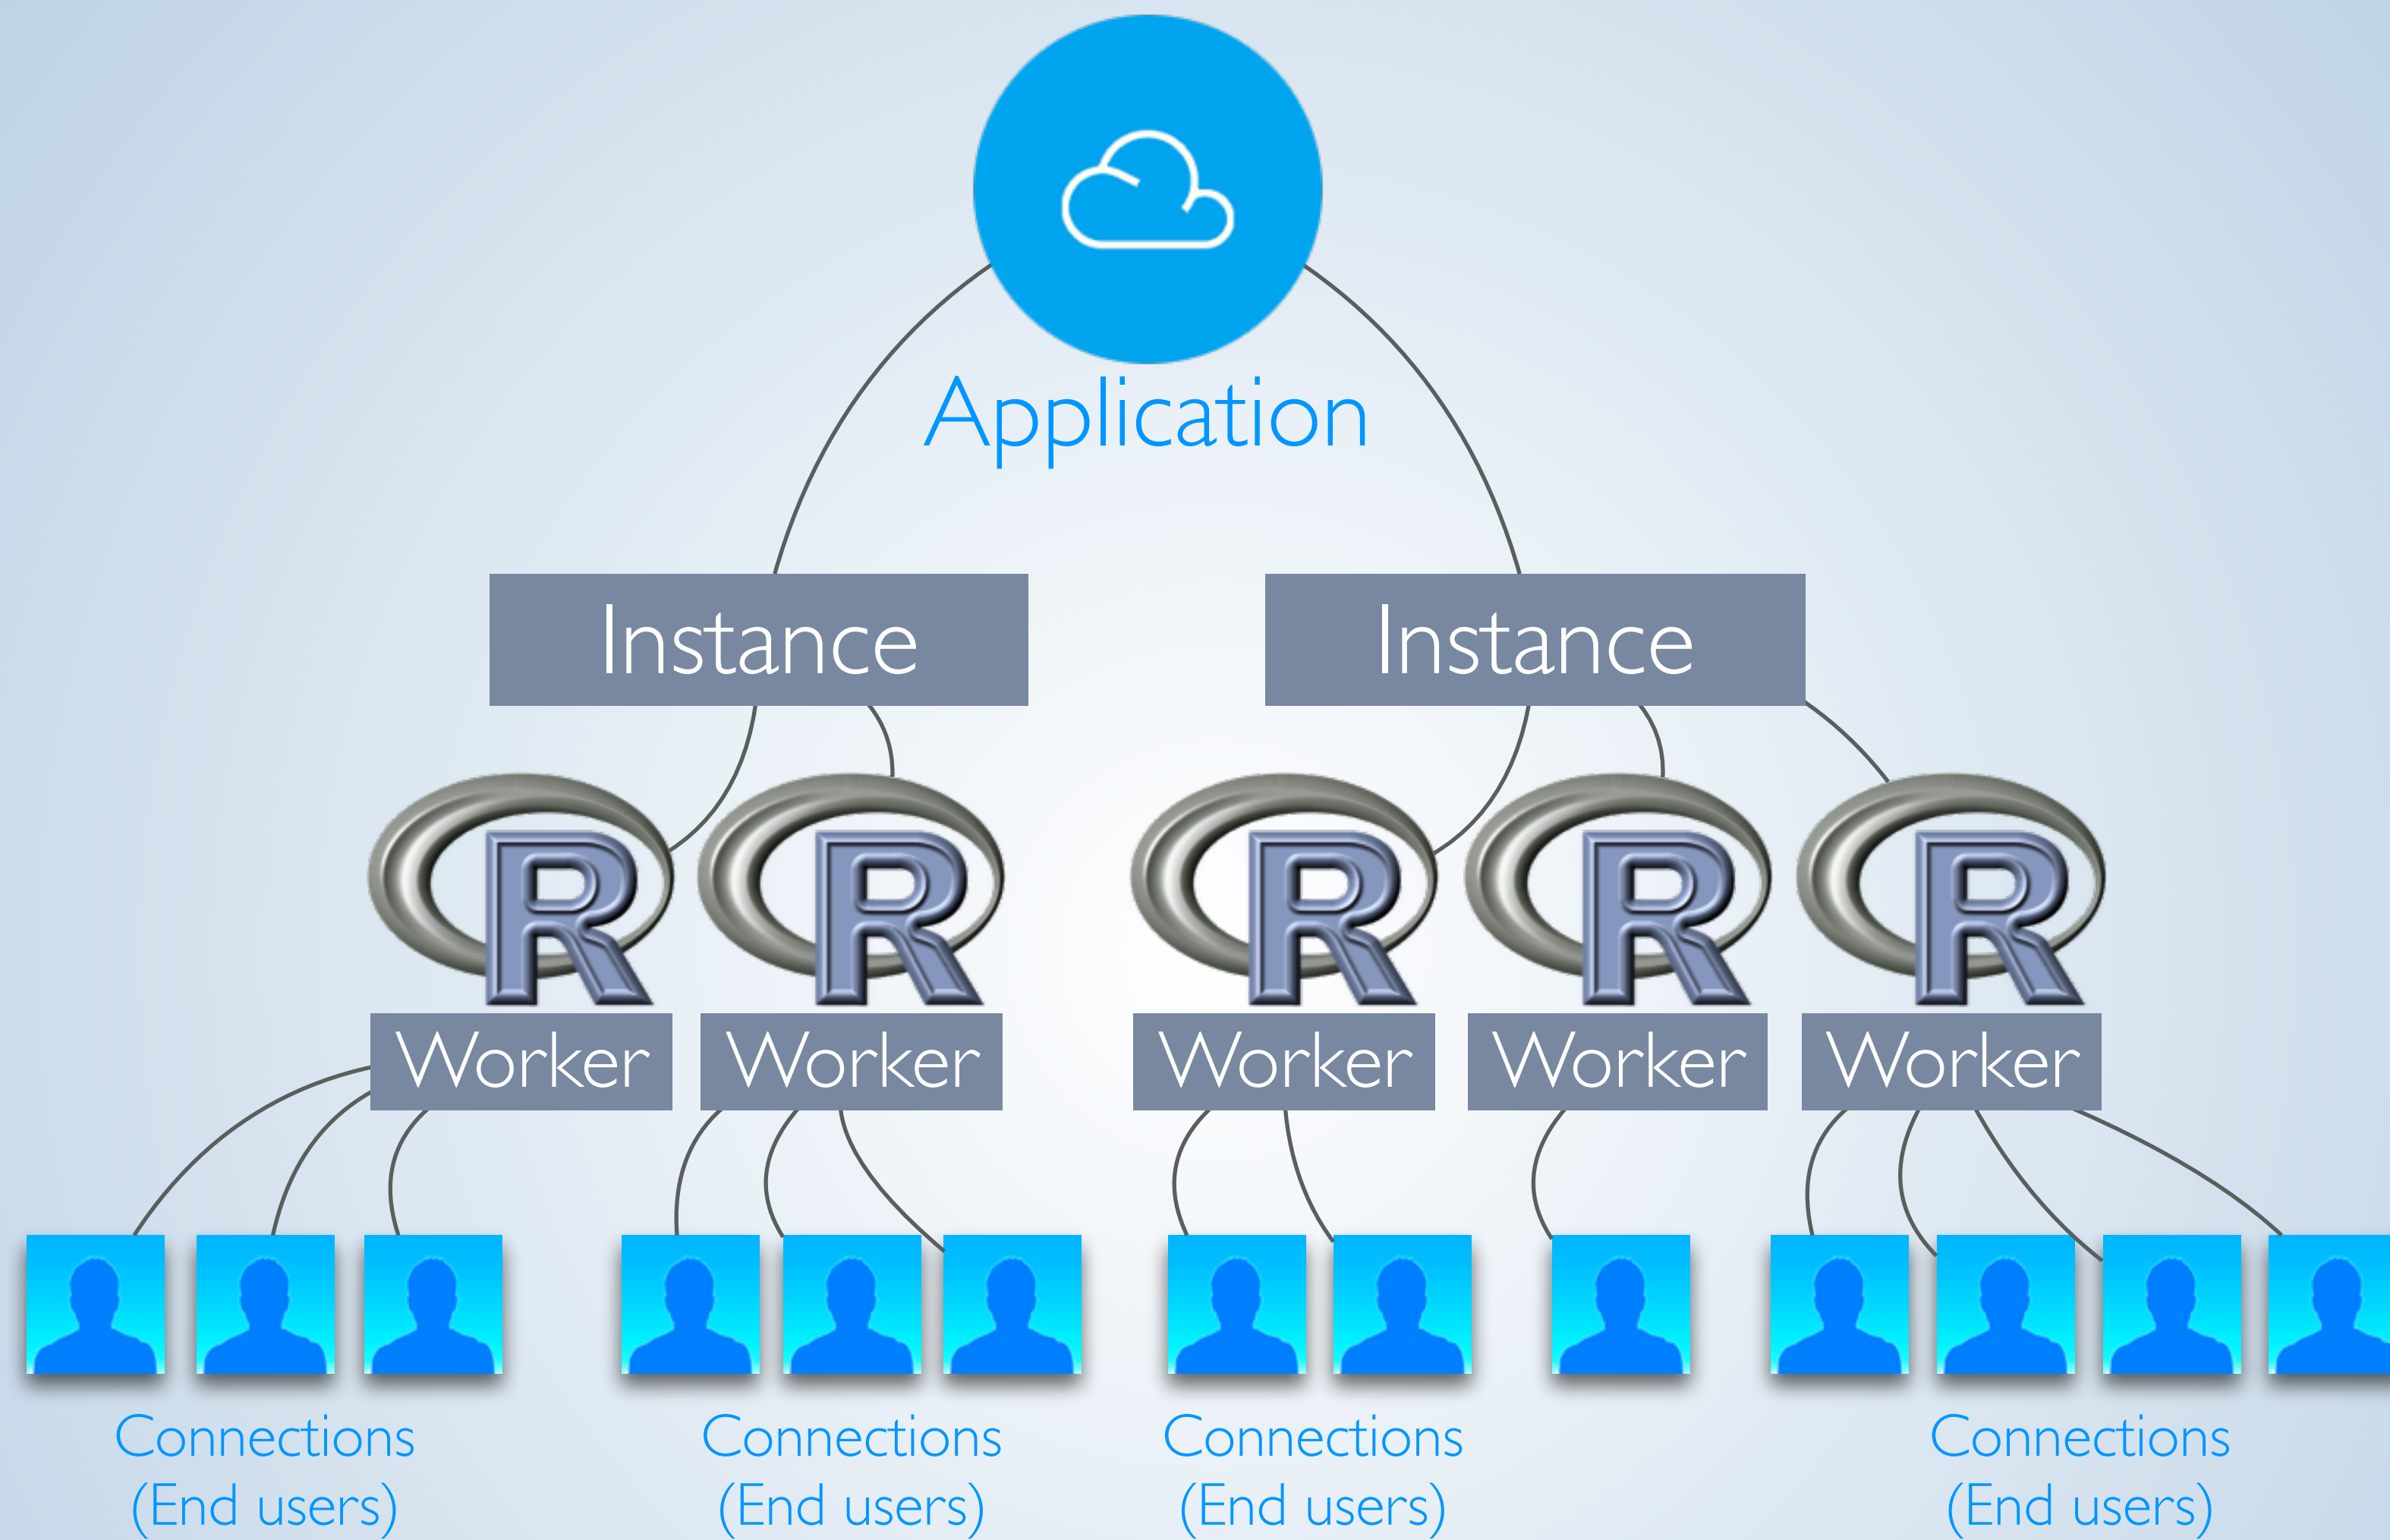 Application
Instance
Instance
R
R
R
R
R
Worker
Worker
Worker
Worker
Worker
Connections
(End users)
Connections
(End users)
Connections
(End users)
Connections
(End users)